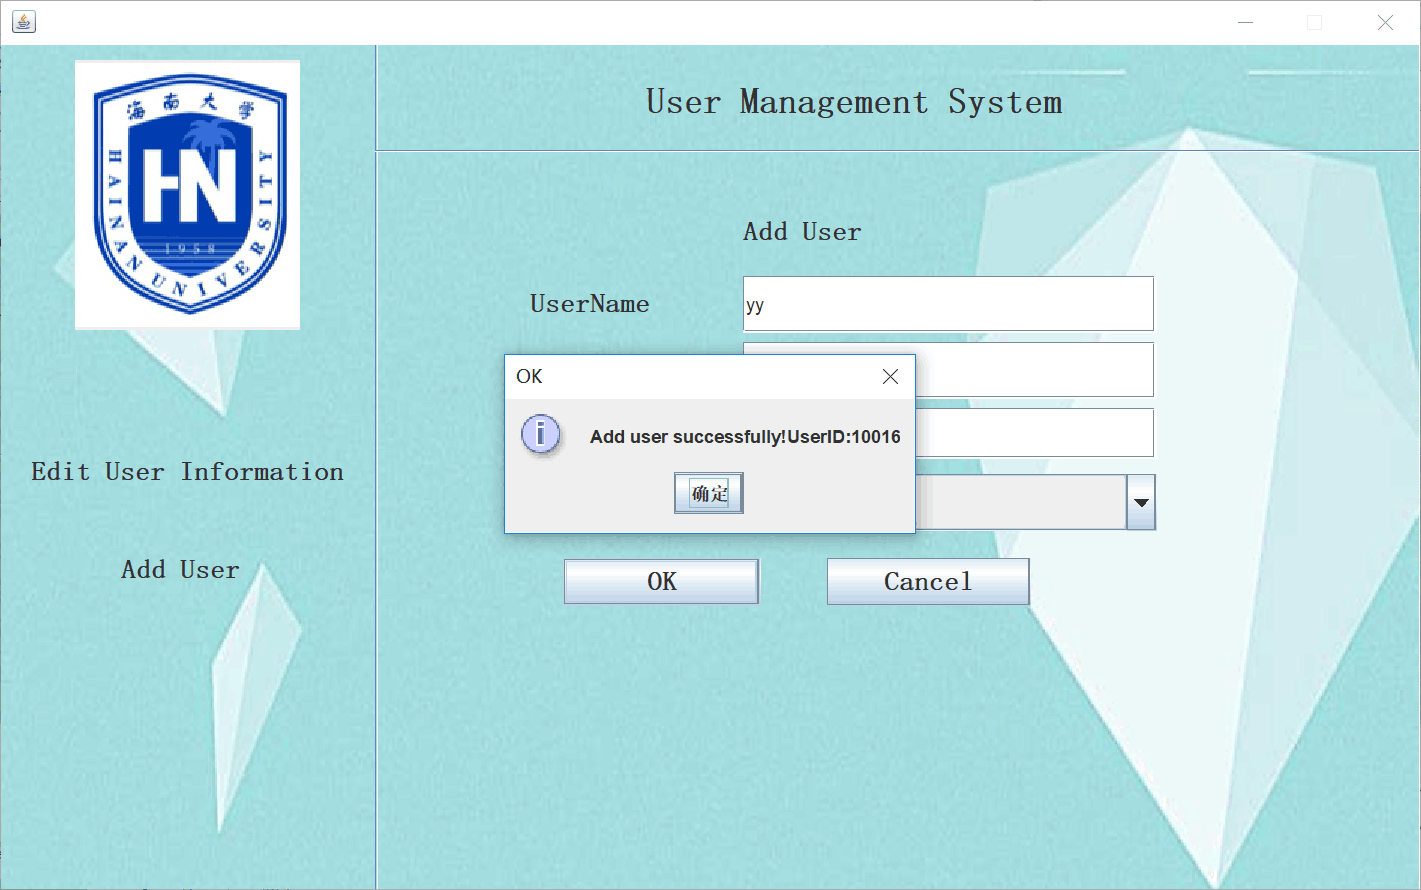 海南大学
HAINAN UNIVERSITY
HN
1958
User Management System
Add User
UserName
yy
OK
Add user successfully!UserID:10016
确定
Edit User Information
Add User
OK
Cancel